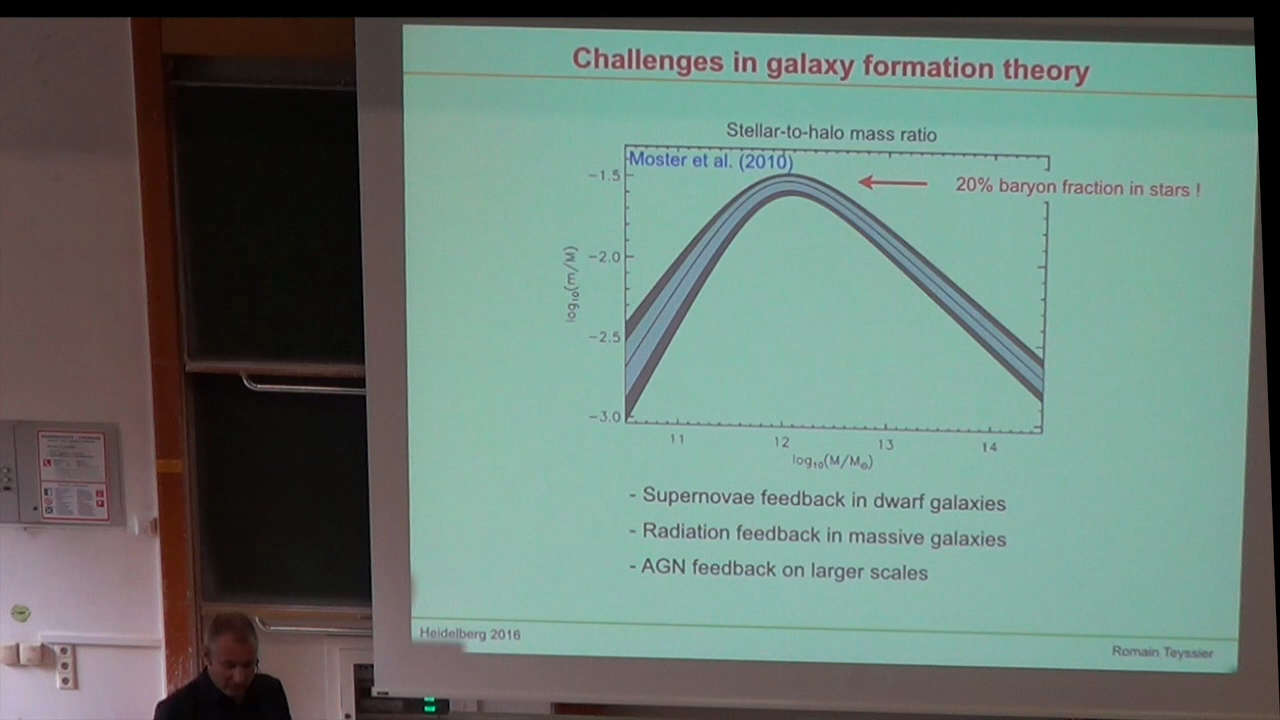 Challenges in galaxy formation theory
Stellar-to-halo mass ratio
Moster et al. (2010)
20% baryon fraction in stars !
−1.5
−2.0
−2.5
−3.0
log₁₀(m/M)
11 12 13 14
log₁₀(M/M⊙)
- Supernovae feedback in dwarf galaxies
- Radiation feedback in massive galaxies
- AGN feedback on larger scales
Heidelberg 2016
Romain Teyssier